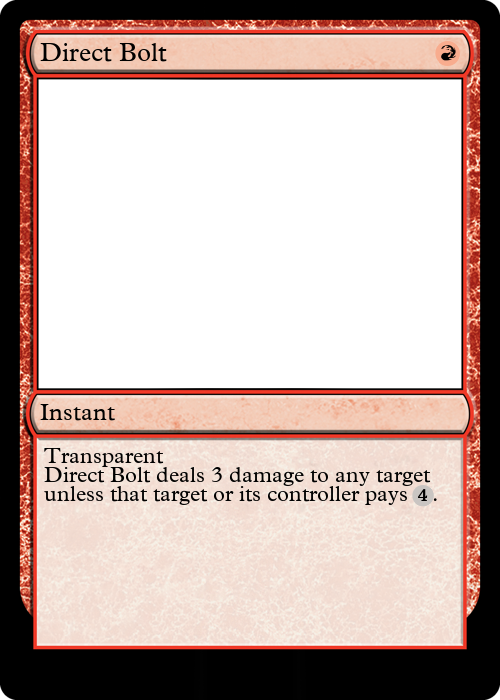 Direct Bolt
Instant
Transparent
Direct Bolt deals 3 damage to any target
unless that target or its controller pays 4.